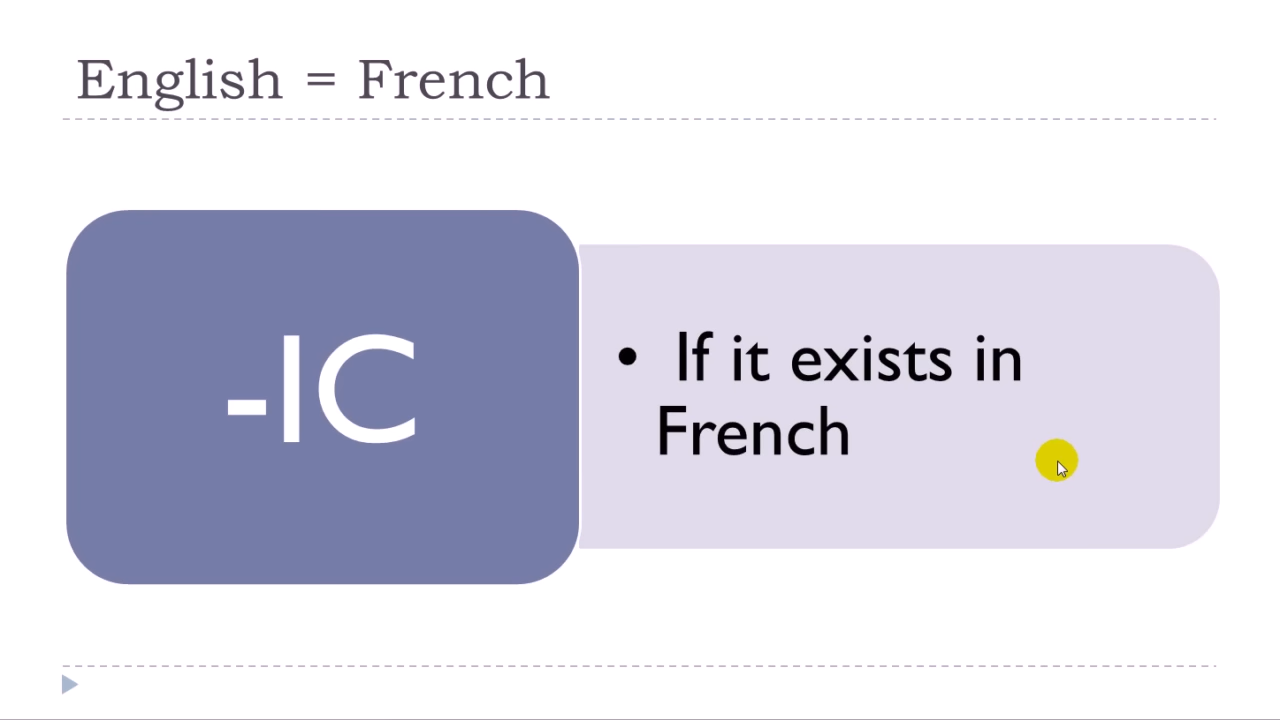 English = French
-IC
• If it exists in
French